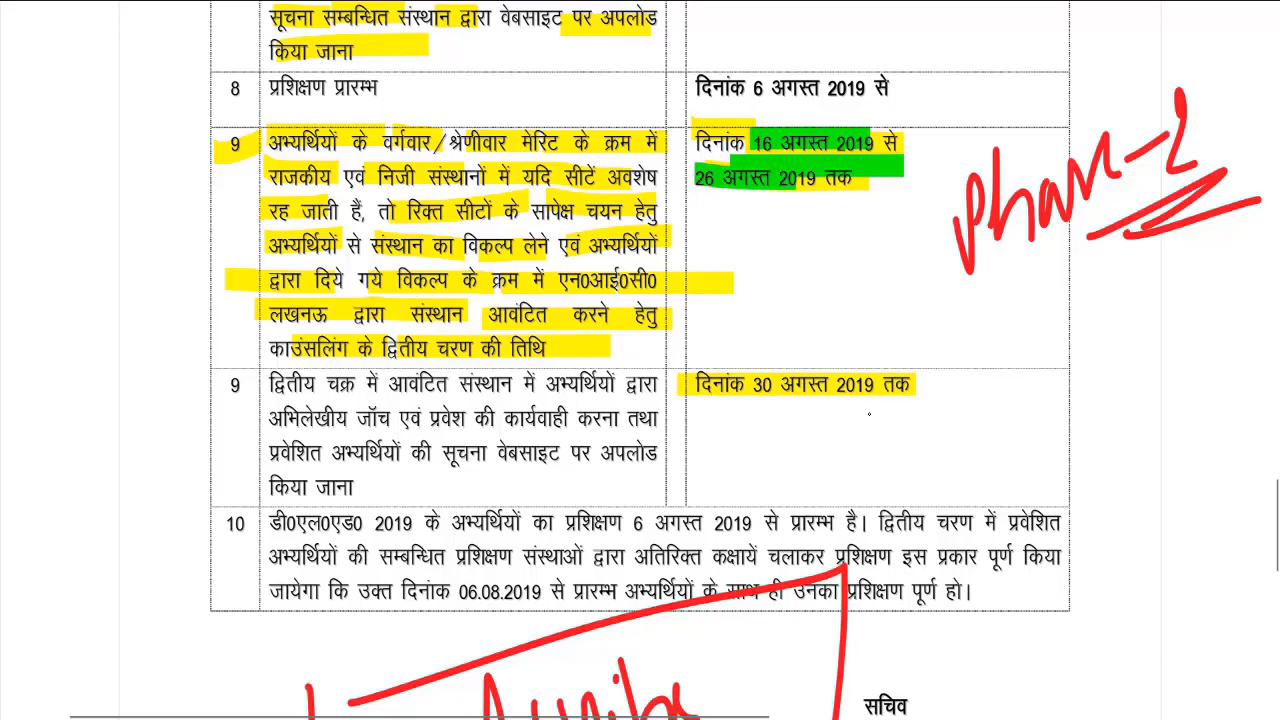 सूचना सम्बन्धित संस्थान द्वारा वेबसाइट पर अपलोड
किया जाना
8 प्रशिक्षण प्रारम्भ दिनांक 6 अगस्त 2019 से
9 अभ्यर्थियों के वर्गवार/श्रेणीवार मेरिट के क्रम में दिनांक 16 अगस्त 2019 से
राजकीय एवं निजी संस्थानों में यदि सीटें अवशेष 26 अगस्त 2019 तक
रह जाती हैं, तो रिक्त सीटों के सापेक्ष चयन हेतु
अभ्यर्थियों से संस्थान का विकल्प लेने एवं अभ्यर्थियों
द्वारा दिये गये विकल्प के क्रम में एन0आई0सी0
लखनऊ द्वारा संस्थान आवंटित करने हेतु
काउंसलिंग के द्वितीय चरण की तिथि
Phase-2
9 द्वितीय चक्र में आवंटित संस्थान में अभ्यर्थियों द्वारा दिनांक 30 अगस्त 2019 तक
अभिलेखीय जॉच एवं प्रवेश की कार्यवाही करना तथा
प्रवेशित अभ्यर्थियों की सूचना वेबसाइट पर अपलोड
किया जाना
10 डी0एल0एड0 2019 के अभ्यर्थियों का प्रशिक्षण 6 अगस्त 2019 से प्रारम्भ है। द्वितीय चरण में प्रवेशित
अभ्यर्थियों की सम्बन्धित प्रशिक्षण संस्थाओं द्वारा अतिरिक्त कक्षायें चलाकर प्रशिक्षण इस प्रकार पूर्ण किया
जायेगा कि उक्त दिनांक 06.08.2019 से प्रारम्भ अभ्यर्थियों के साथ ही उनका प्रशिक्षण पूर्ण हो।
सचिव